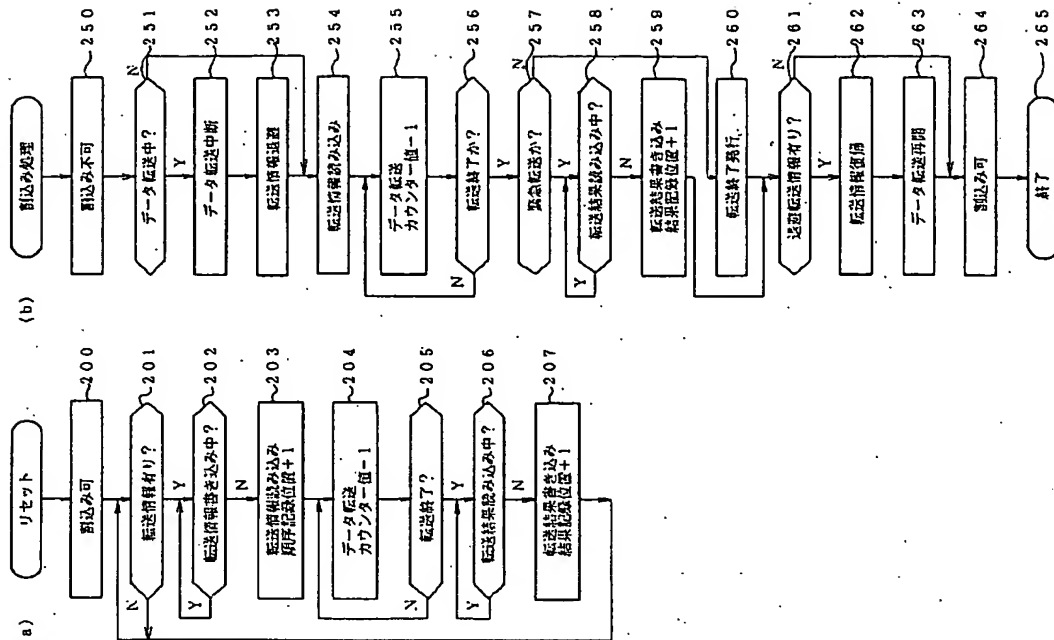 a)
リセット
割込み可
200
転送情報有り？
201
N
Y
転送情報書き込み中？
202
Y
N
転送情報読み込み
順序記録位置+1
203
データ転送
カウンター値-1
204
転送終了？
205
N
Y
転送結果読み込み中？
206
Y
N
転送結果書き込み
結果記録位置+1
207
(b)
割込み処理
割込み不可
250
データ転送中？
251
N
Y
データ転送中断
252
転送情報退避
253
転送情報読み込み
254
データ転送
カウンター値-1
255
転送終了か？
256
N
Y
緊急転送か？
257
N
Y
転送結果読み込み中？
258
Y
N
転送結果書き込み
結果記録位置+1
259
転送終了発行
260
退避転送情報有り？
261
N
Y
転送情報復帰
262
データ転送再開
263
割込み可
264
終了
265